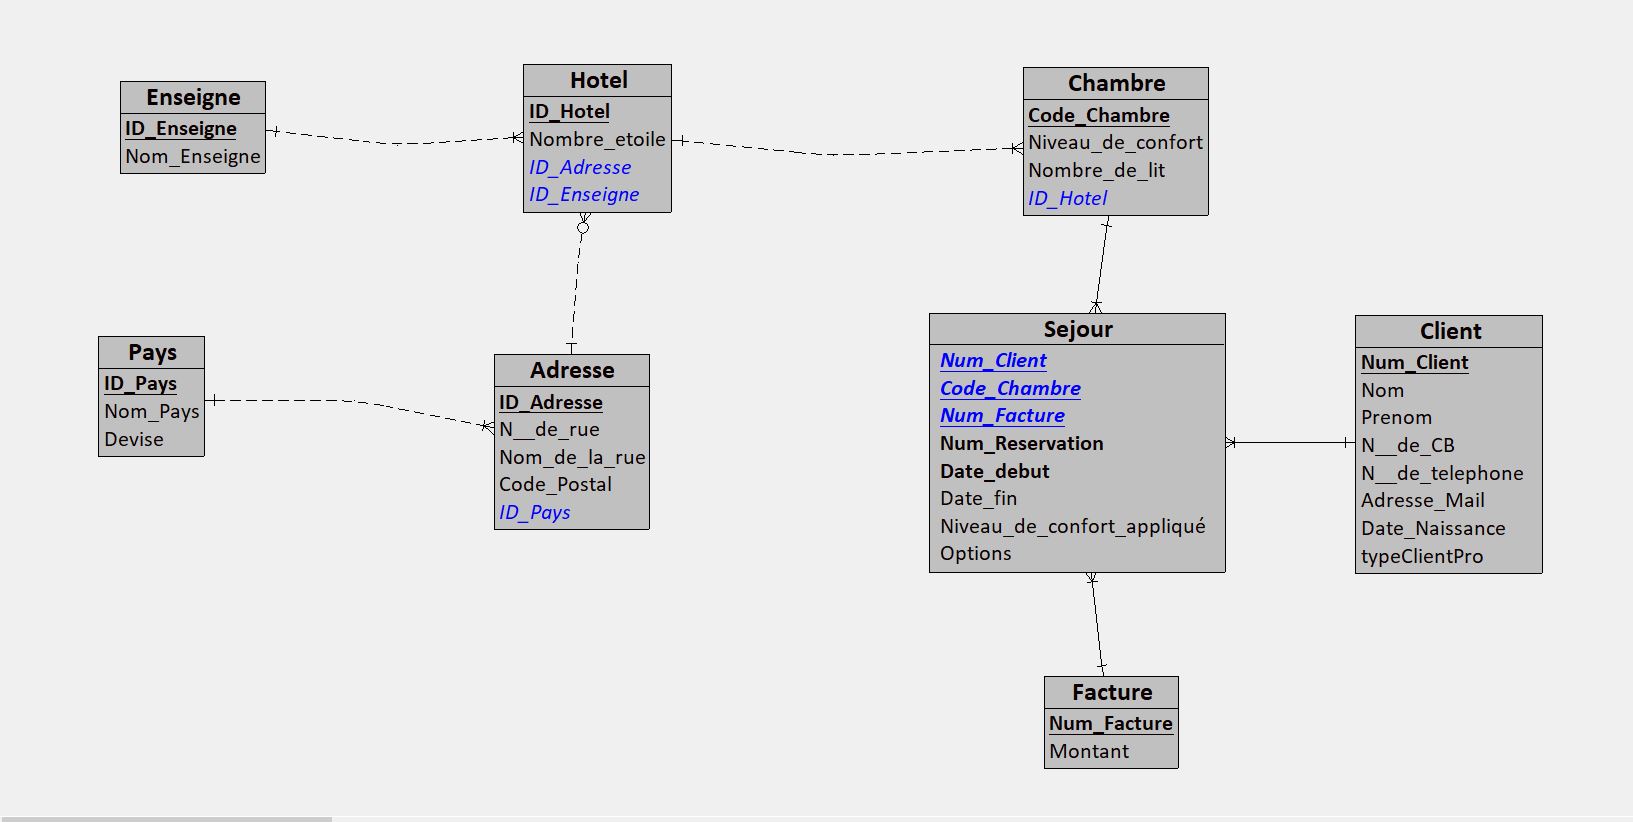 Enseigne
ID_Enseigne
Nom_Enseigne
Hotel
ID_Hotel
Nombre_etoile
ID_Adresse
ID_Enseigne
Chambre
Code_Chambre
Niveau_de_confort
Nombre_de_lit
ID_Hotel
Pays
ID_Pays
Nom_Pays
Devise
Adresse
ID_Adresse
N__de_rue
Nom_de_la_rue
Code_Postal
ID_Pays
Sejour
Num_Client
Code_Chambre
Num_Facture
Num_Reservation
Date_debut
Date_fin
Niveau_de_confort_appliqué
Options
Client
Num_Client
Nom
Prenom
N__de_CB
N__de_telephone
Adresse_Mail
Date_Naissance
typeClientPro
Facture
Num_Facture
Montant